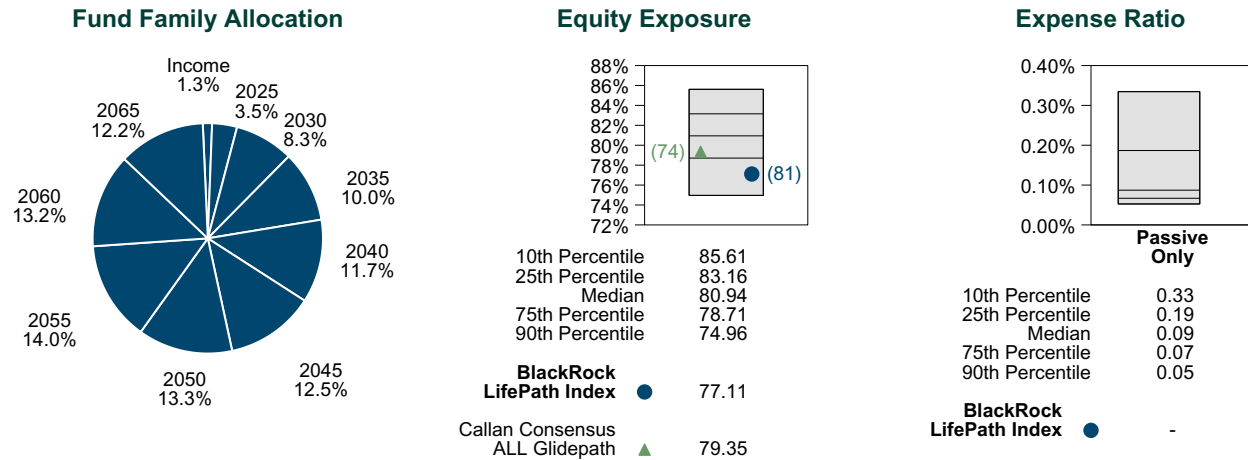 Fund Family Allocation
Income
1.3%
2025
3.5%
2030
8.3%
2035
10.0%
2040
11.7%
2045
12.5%
2050
13.3%
2055
14.0%
2060
13.2%
2065
12.2%
Equity Exposure
88%
86%
84%
82%
80%
78%
76%
74%
72%
(74)
(81)
10th Percentile 85.61
25th Percentile 83.16
Median 80.94
75th Percentile 78.71
90th Percentile 74.96
BlackRock
LifePath Index 77.11
Callan Consensus
ALL Glidepath 79.35
Expense Ratio
0.40%
0.30%
0.20%
0.10%
0.00%
Passive
Only
10th Percentile 0.33
25th Percentile 0.19
Median 0.09
75th Percentile 0.07
90th Percentile 0.05
BlackRock
LifePath Index -